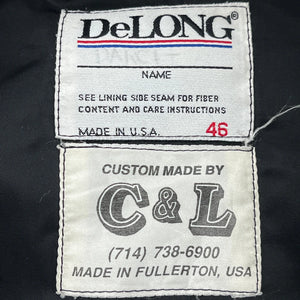 DeLONG®
NAME
SEE LINING SIDE SEAM FOR FIBER
CONTENT AND CARE INSTRUCTIONS
MADE IN U.S.A. 46
CUSTOM MADE BY
C & L
(714) 738-6900
MADE IN FULLERTON, USA